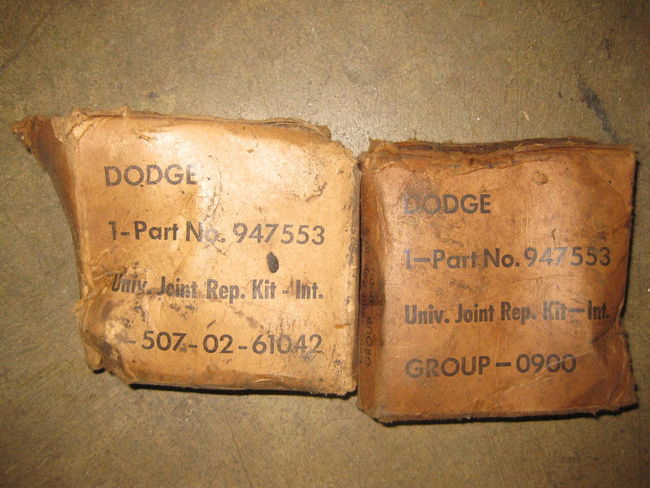 DODGE
1-Part No. 947553
Univ. Joint Rep. Kit - Int.
-507-02-61042
DODGE
1-Part No. 947553
Univ. Joint Rep. Kit-Int.
GROUP-0900